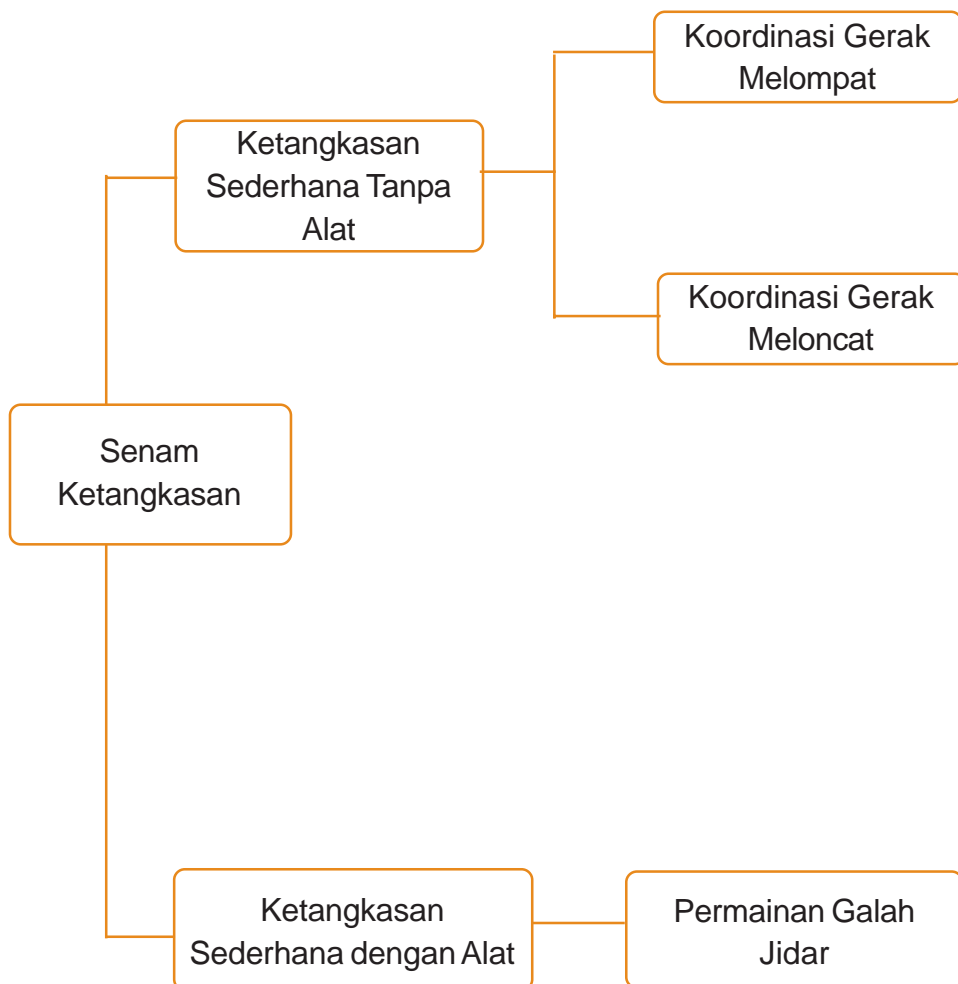 Koordinasi Gerak
Melompat
Ketangkasan
Sederhana Tanpa
Alat
Koordinasi Gerak
Meloncat
Senam
Ketangkasan
Ketangkasan
Sederhana dengan Alat
Permainan Galah
Jidar